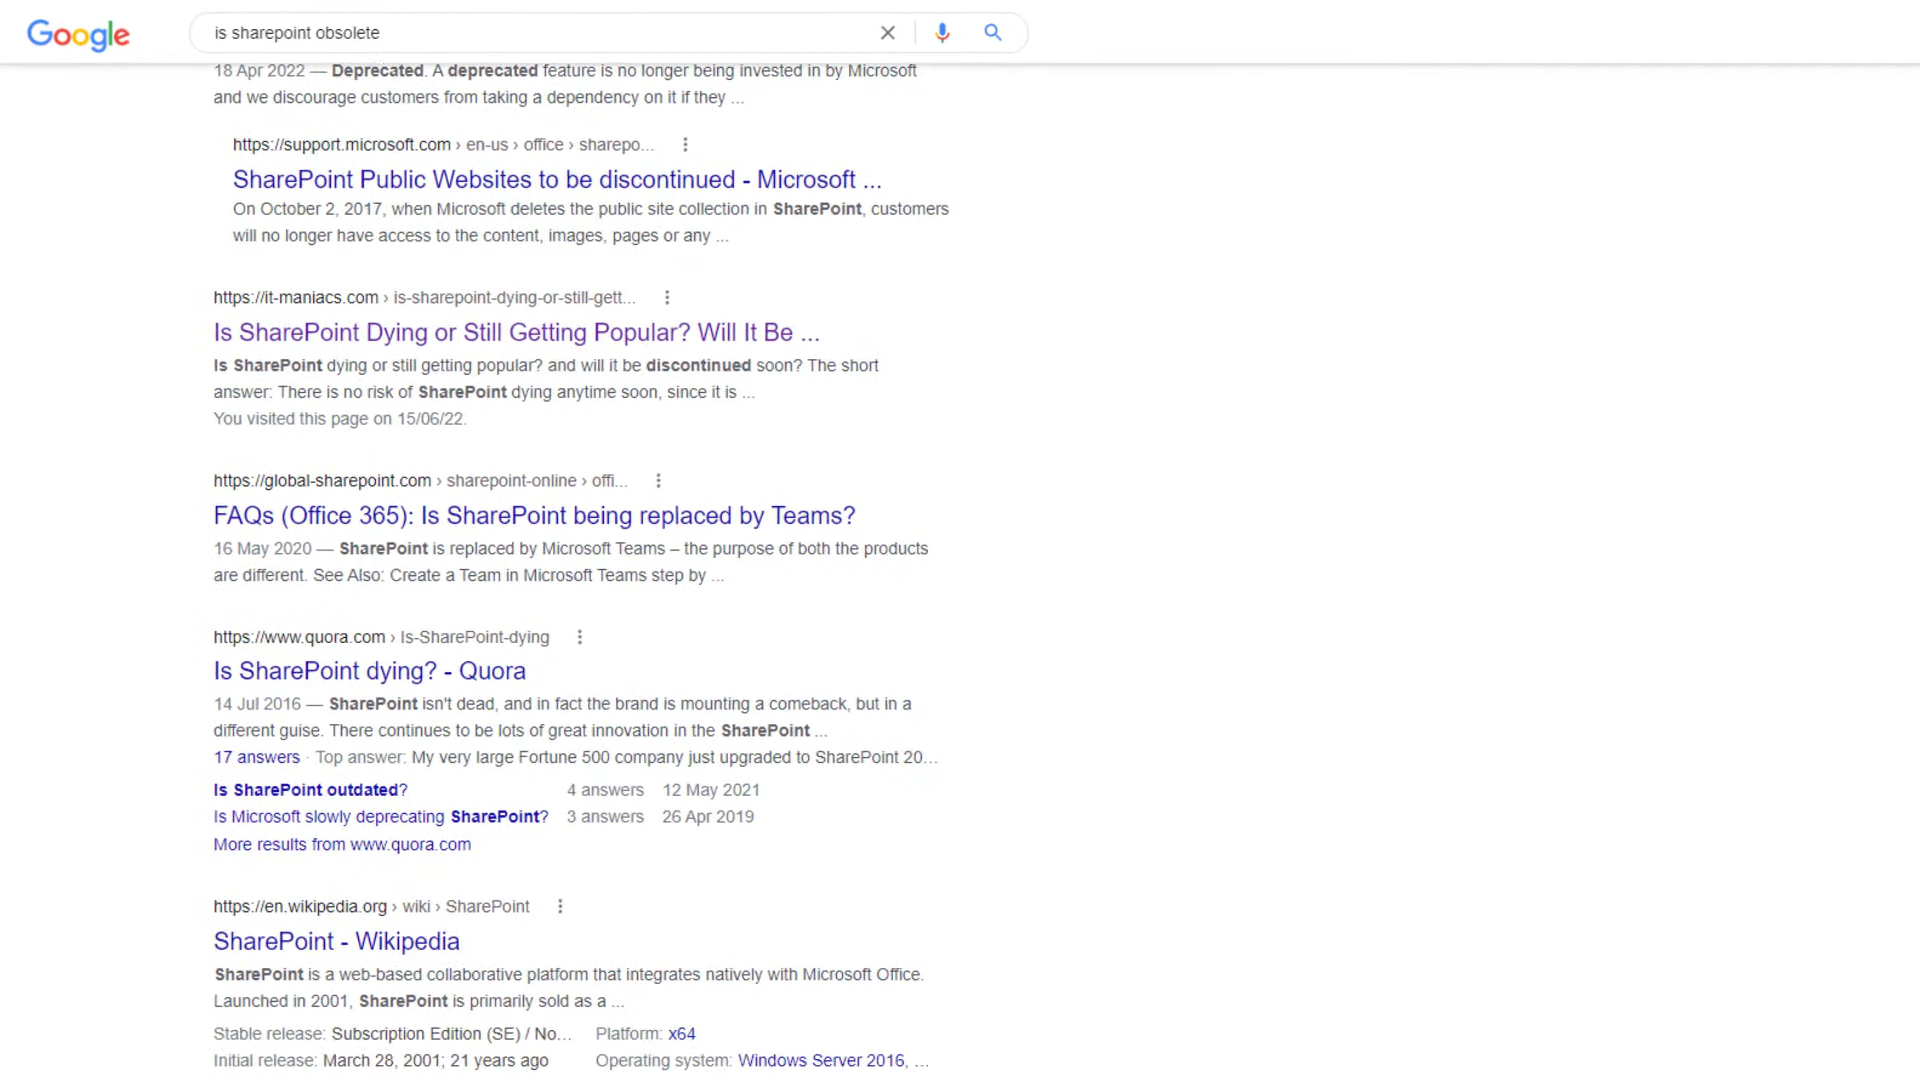 Google
is sharepoint obsolete
18 Apr 2022 — Deprecated. A deprecated feature is no longer being invested in by Microsoft
and we discourage customers from taking a dependency on it if they ...
https://support.microsoft.com › en-us › office › sharepo...
SharePoint Public Websites to be discontinued - Microsoft ...
On October 2, 2017, when Microsoft deletes the public site collection in SharePoint, customers
will no longer have access to the content, images, pages or any ...
https://it-maniacs.com › is-sharepoint-dying-or-still-gett...
Is SharePoint Dying or Still Getting Popular? Will It Be ...
Is SharePoint dying or still getting popular? and will it be discontinued soon? The short
answer: There is no risk of SharePoint dying anytime soon, since it is ...
You visited this page on 15/06/22.
https://global-sharepoint.com › sharepoint-online › offi...
FAQs (Office 365): Is SharePoint being replaced by Teams?
16 May 2020 — SharePoint is replaced by Microsoft Teams – the purpose of both the products
are different. See Also: Create a Team in Microsoft Teams step by ...
https://www.quora.com › Is-SharePoint-dying
Is SharePoint dying? - Quora
14 Jul 2016 — SharePoint isn't dead, and in fact the brand is mounting a comeback, but in a
different guise. There continues to be lots of great innovation in the SharePoint ...
17 answers · Top answer: My very large Fortune 500 company just upgraded to SharePoint 20...
Is SharePoint outdated? 4 answers 12 May 2021
Is Microsoft slowly deprecating SharePoint? 3 answers 26 Apr 2019
More results from www.quora.com
https://en.wikipedia.org › wiki › SharePoint
SharePoint - Wikipedia
SharePoint is a web-based collaborative platform that integrates natively with Microsoft Office.
Launched in 2001, SharePoint is primarily sold as a ...
Stable release: Subscription Edition (SE) / No... Platform: x64
Initial release: March 28, 2001; 21 years ago Operating system: Windows Server 2016, ...